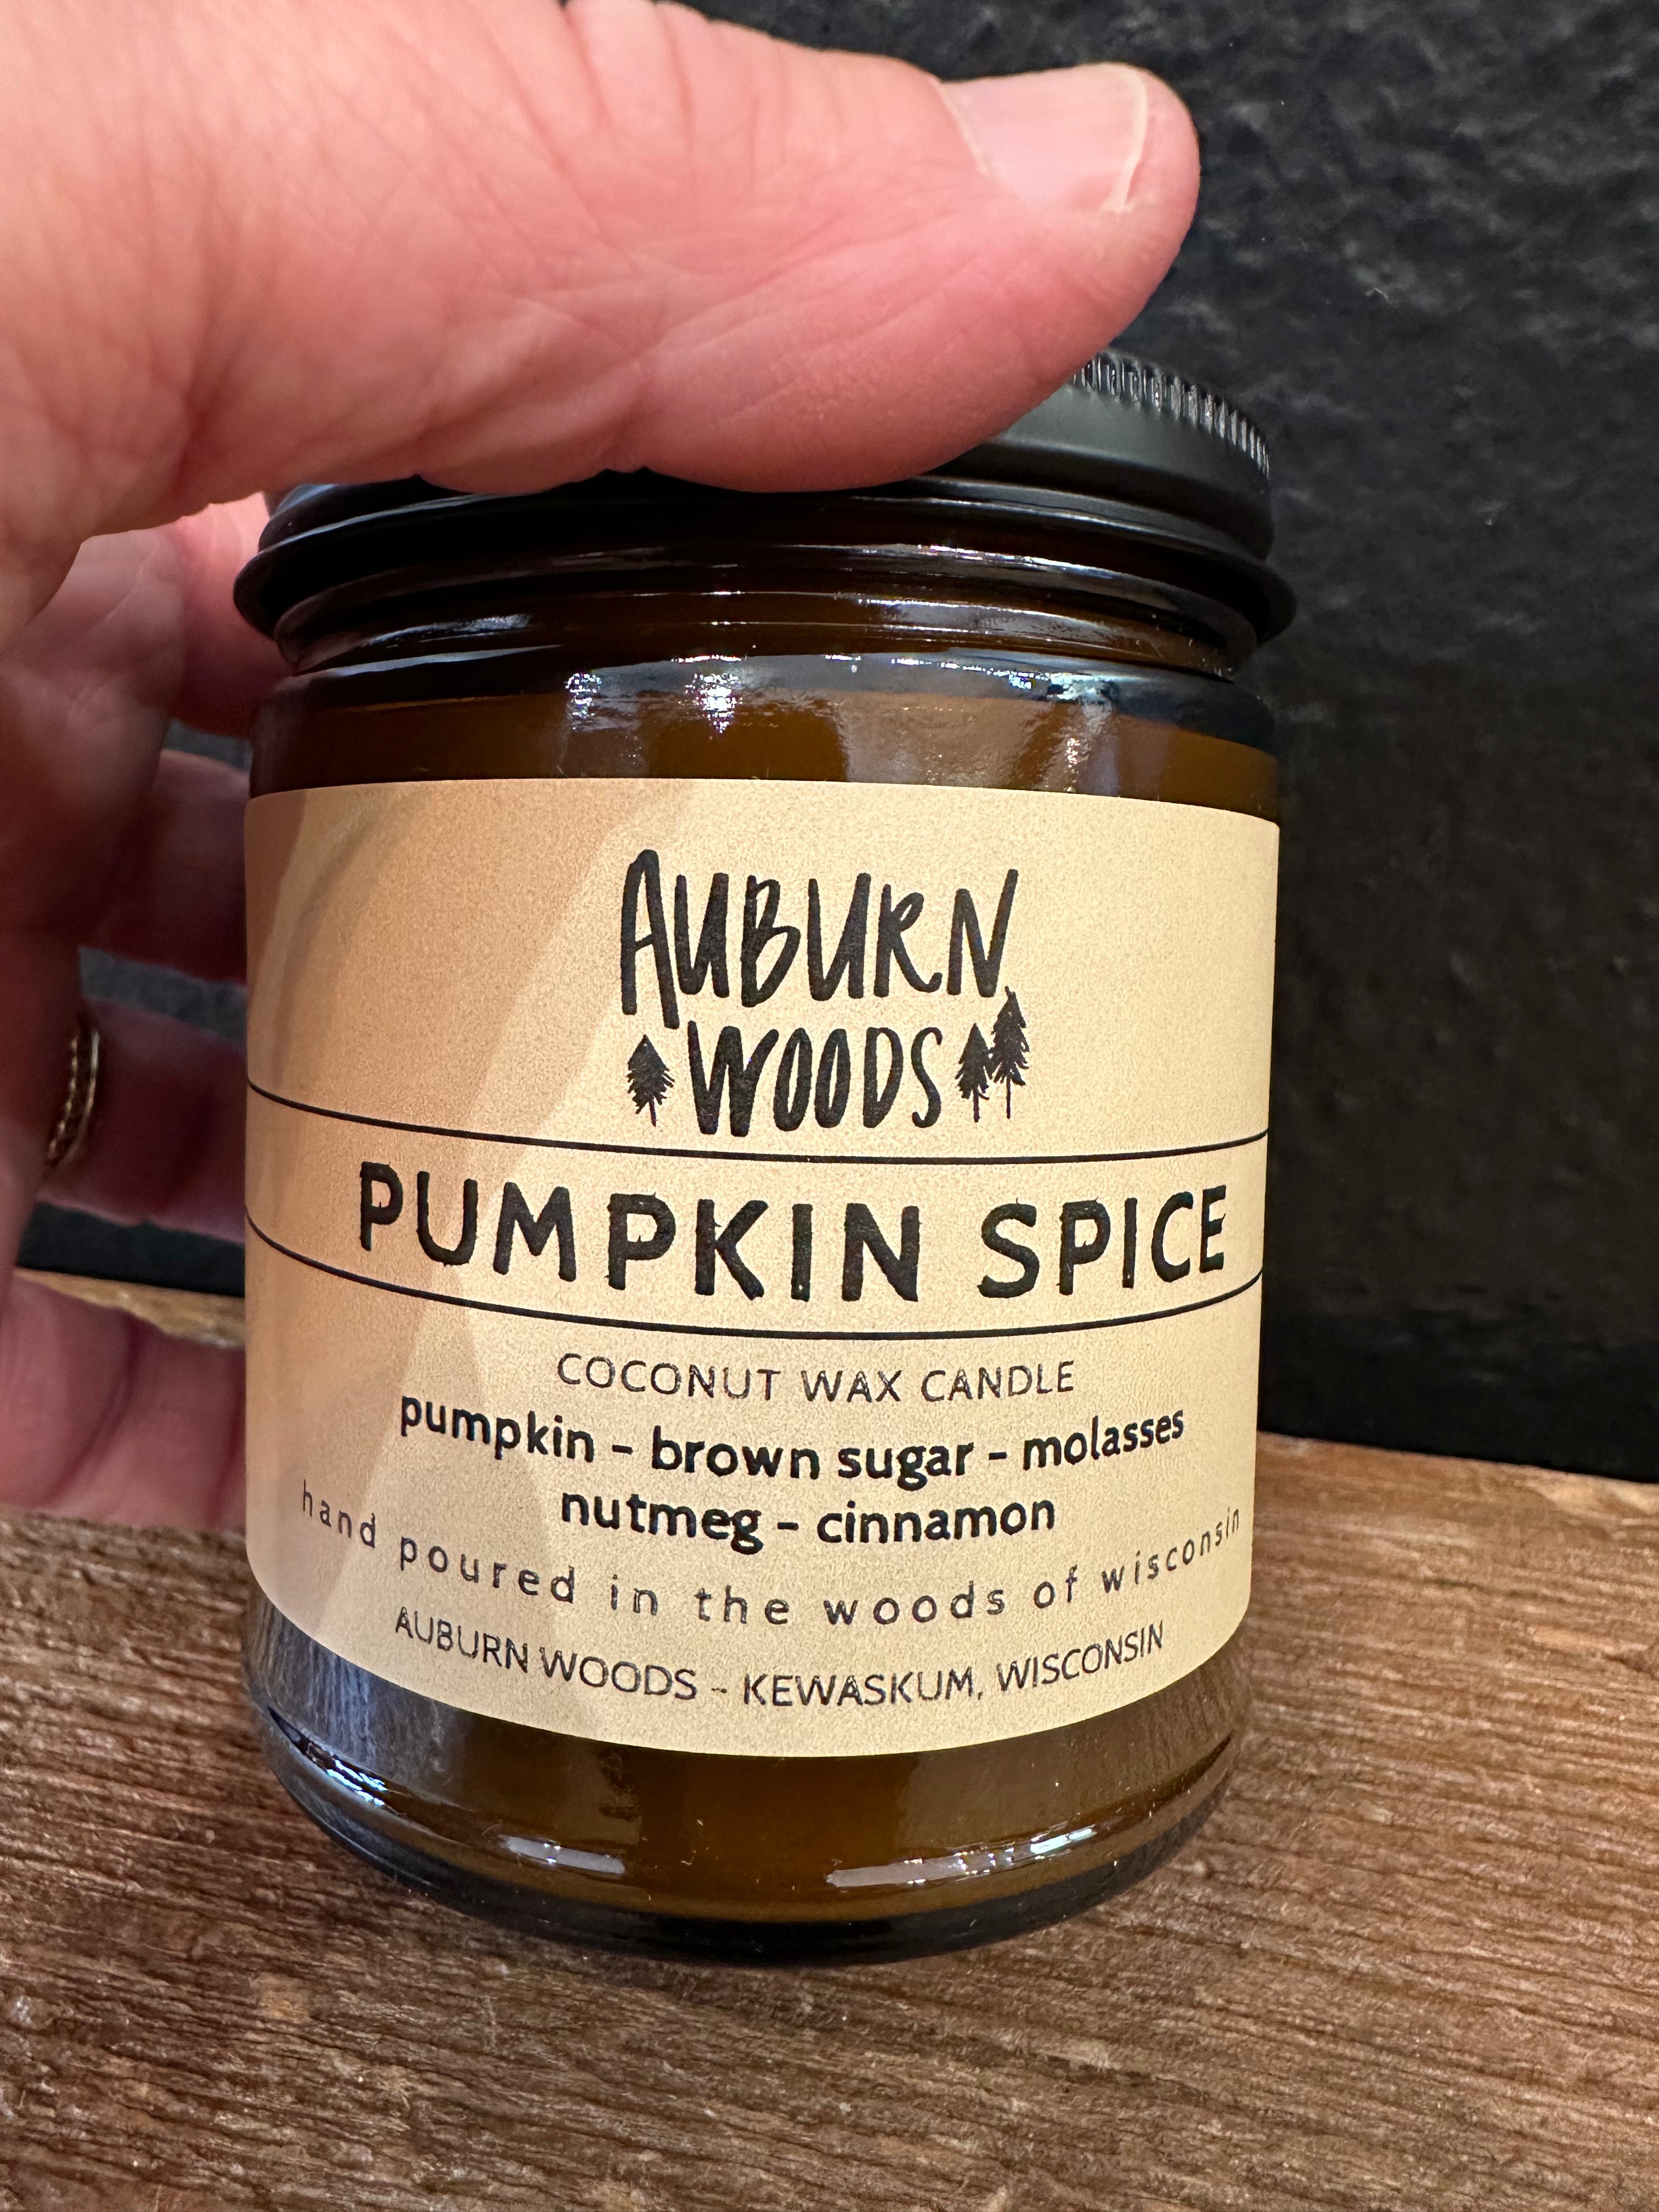 AUBURN
WOODS
PUMPKIN SPICE
COCONUT WAX CANDLE
pumpkin - brown sugar - molasses
nutmeg - cinnamon
hand poured in the woods of wisconsin
AUBURN WOODS - KEWASKUM, WISCONSIN